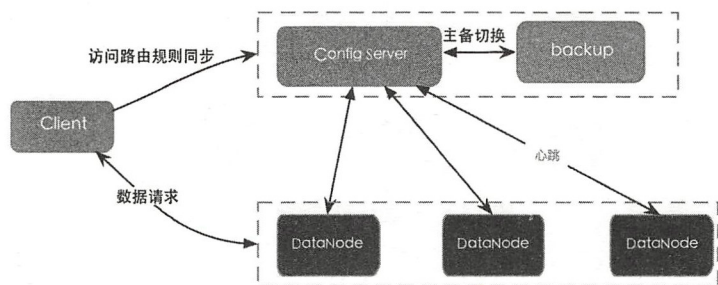 主备切换
Config Server
backup
访问路由规则同步
Client
心跳
数据请求
DataNode
DataNode
DataNode